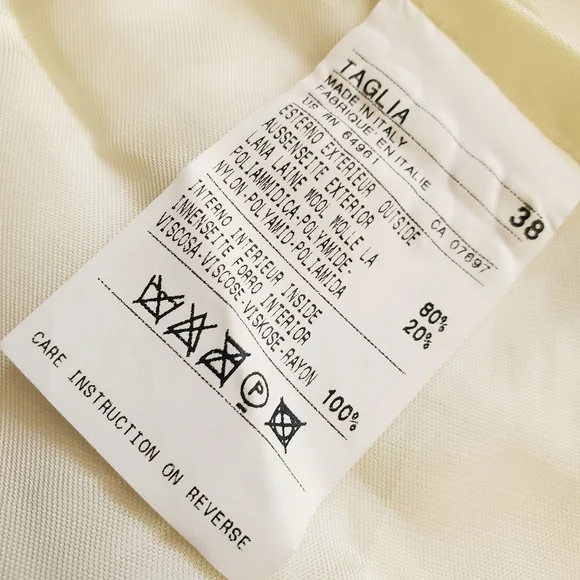 TAGLIA 38
MADE IN ITALY
FABRIQUE EN ITALIE
US RN 64961 CA 07697
ESTERNO EXTERIEUR OUTSIDE
AUSSENSEITE EXTERIOR
LANA LAINE WOOL WOLLE LA 80%
POLIAMMIDICA-POLYAMIDE- 20%
NYLON-POLYAMID-POLIAMIDA
INTERNO INTERIEUR INSIDE
INNENSEITE FORRO INTERIOR
VISCOSA-VISCOSE-VISKOSE-RAYON 100%
P
CARE INSTRUCTION ON REVERSE